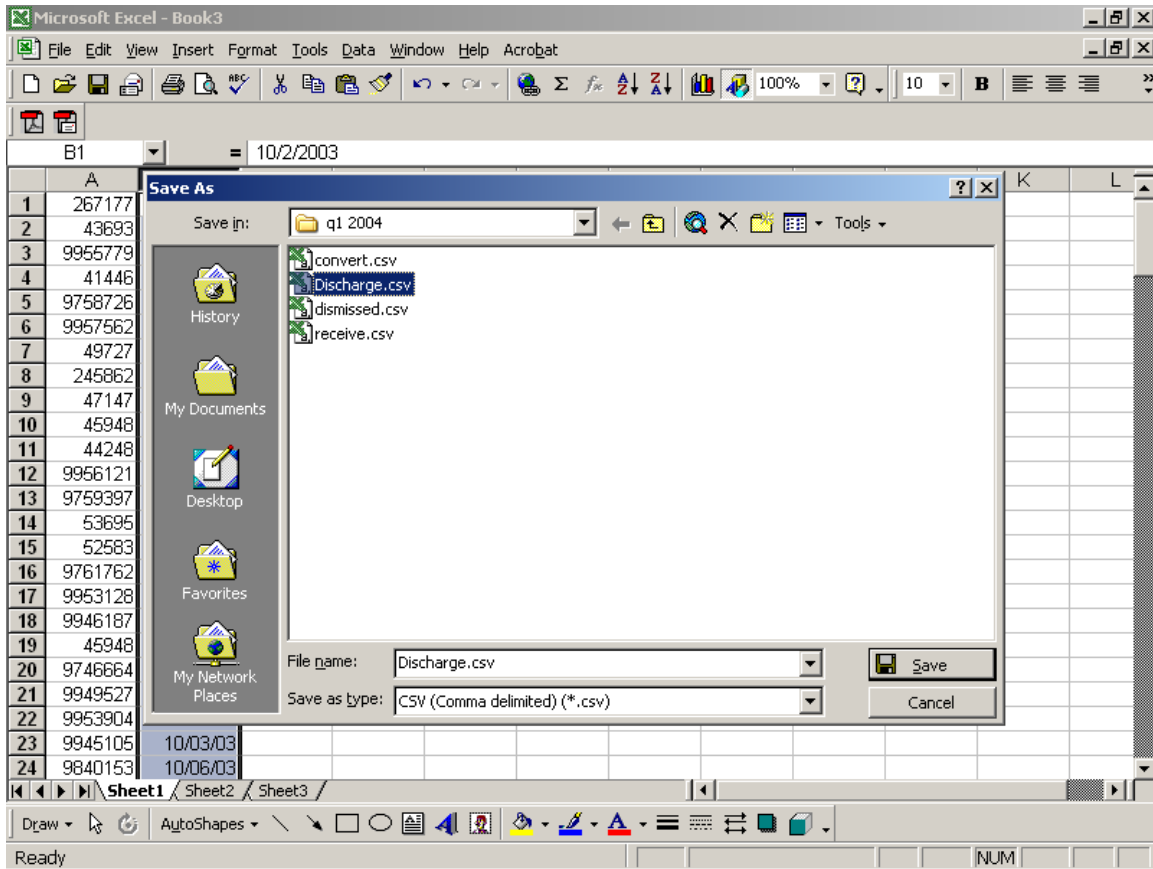 Microsoft Excel - Book3
File Edit View Insert Format Tools Data Window Help Acrobat
ABC Σ fx A Z Z A 100% ? 10 B »
B1 = 10/2/2003
A K L
Save As ? X
Save in: q1 2004 Tools
convert.csv
Discharge.csv
dismissed.csv
receive.csv
History
My Documents
Desktop
Favorites
My Network
Places
File name: Discharge.csv Save
Save as type: CSV (Comma delimited) (*.csv) Cancel
1 267177
2 43693
3 9955779
4 41446
5 9758726
6 9957562
7 49727
8 245862
9 47147
10 45948
11 44248
12 9956121
13 9759397
14 53695
15 52583
16 9761762
17 9953128
18 9946187
19 45948
20 9746664
21 9949527
22 9953904
23 9945105 10/03/03
24 9840153 10/06/03
Sheet1 Sheet2 Sheet3
Draw AutoShapes A A
Ready NUM